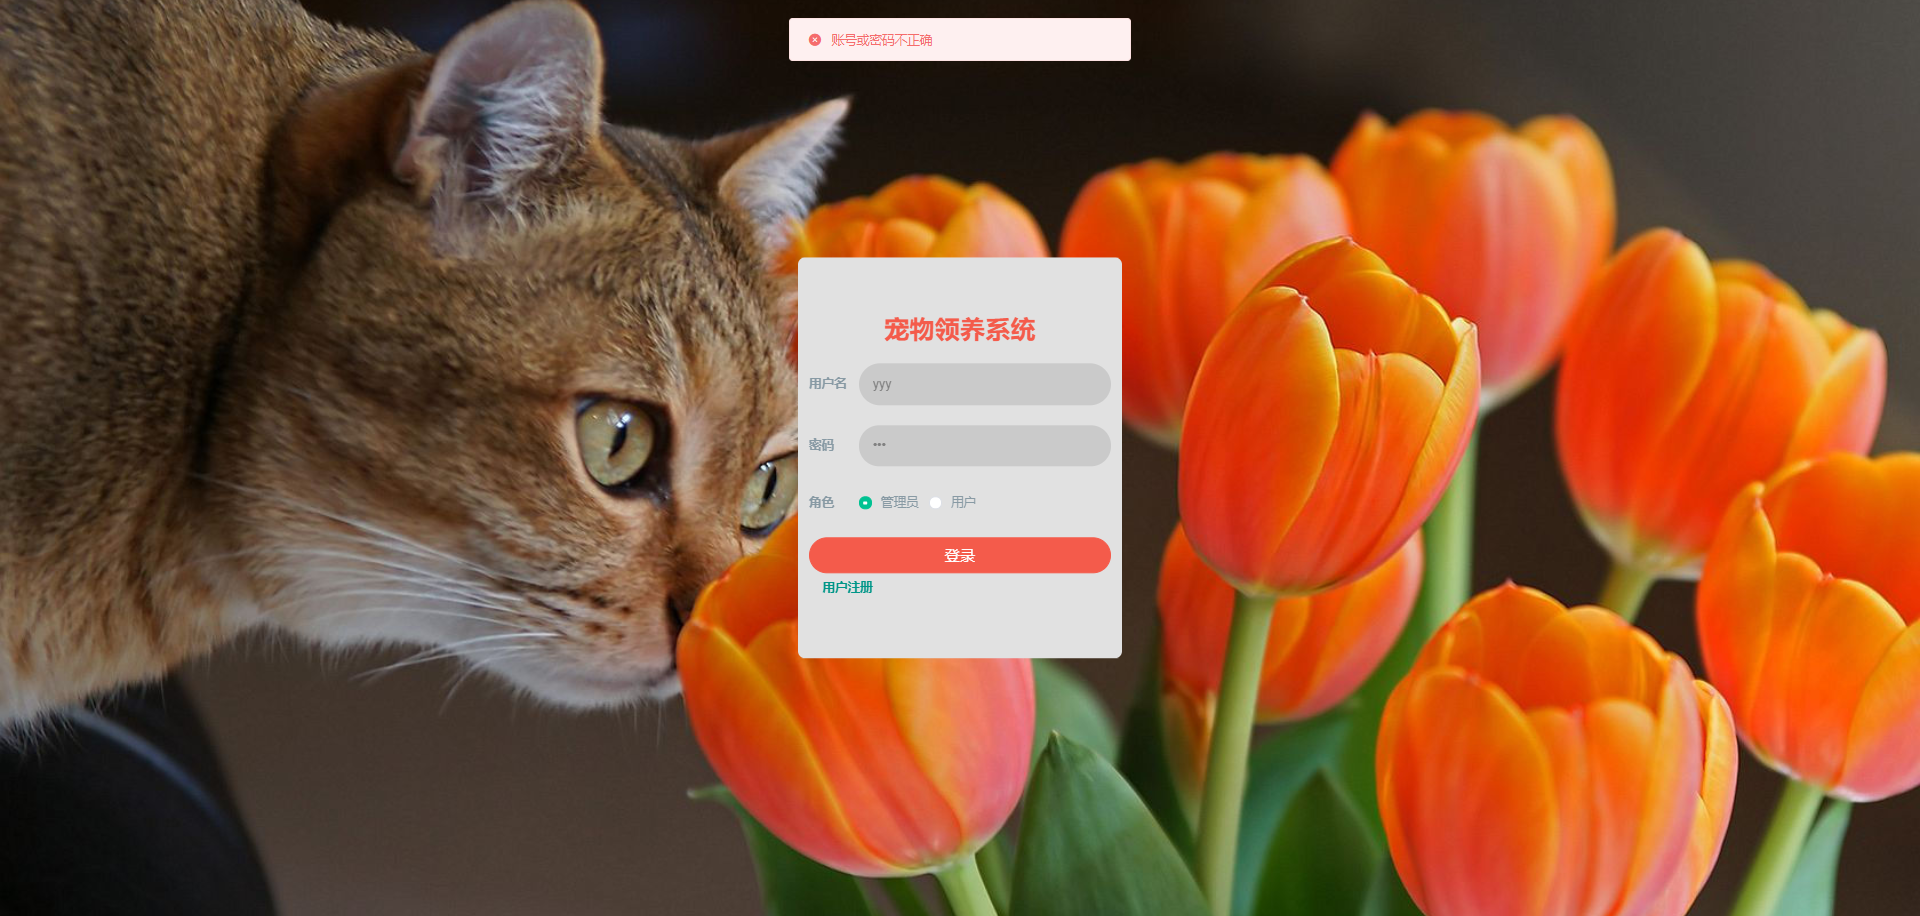 账号或密码不正确
宠物领养系统
用户名 yyy
密码 •••
角色 管理员 用户
登录
用户注册